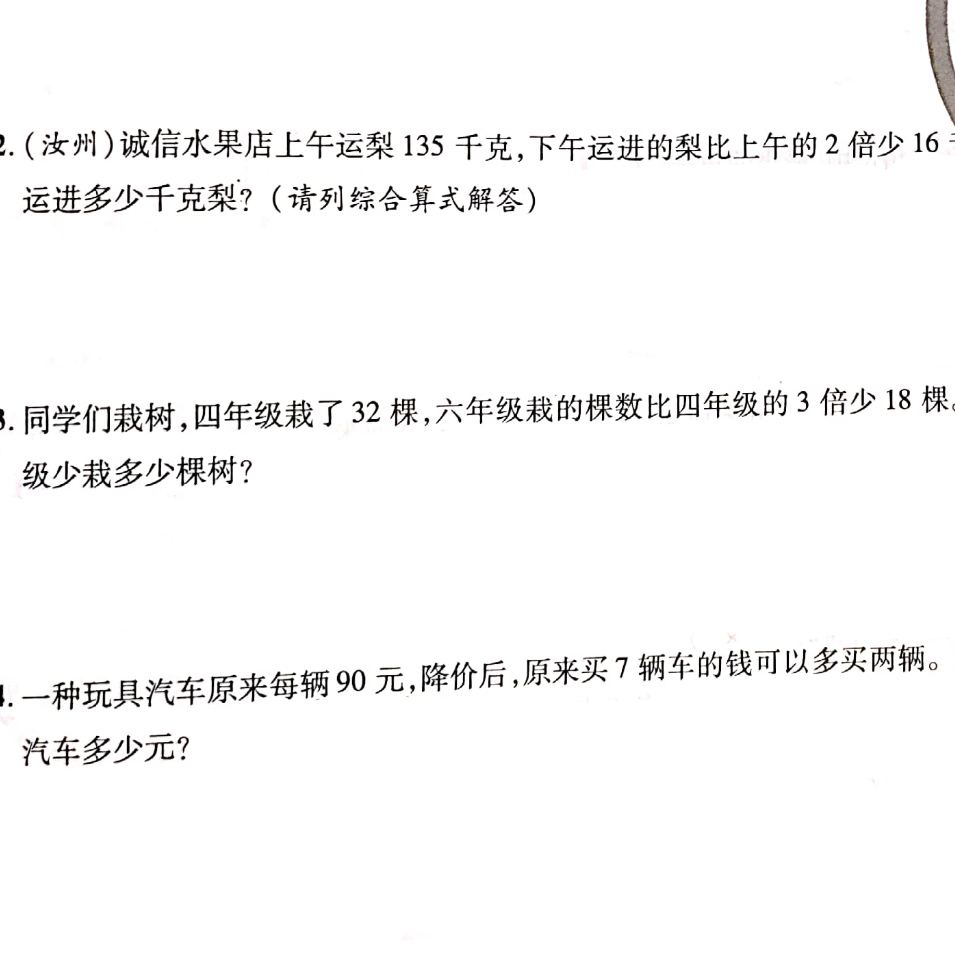 2.(汝州)诚信水果店上午运梨 135 千克,下午运进的梨比上午的 2 倍少 16
运进多少千克梨?(请列综合算式解答)
3.同学们栽树,四年级栽了 32 棵,六年级栽的棵数比四年级的 3 倍少 18 棵。
级少栽多少棵树?
4.一种玩具汽车原来每辆 90 元,降价后,原来买 7 辆车的钱可以多买两辆。
汽车多少元?